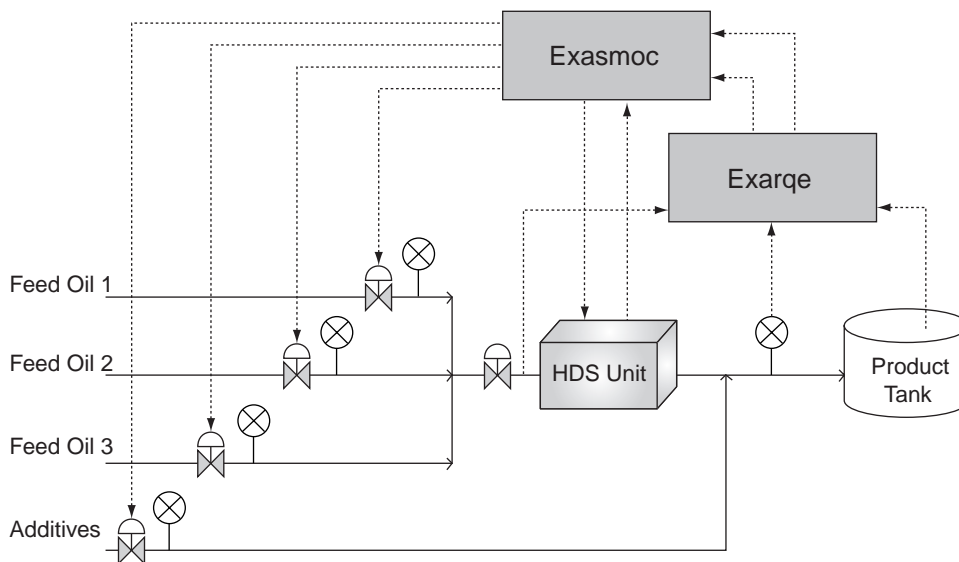 Exasmoc
Exarqe
Feed Oil 1
Feed Oil 2
HDS Unit
Product
Tank
Feed Oil 3
Additives